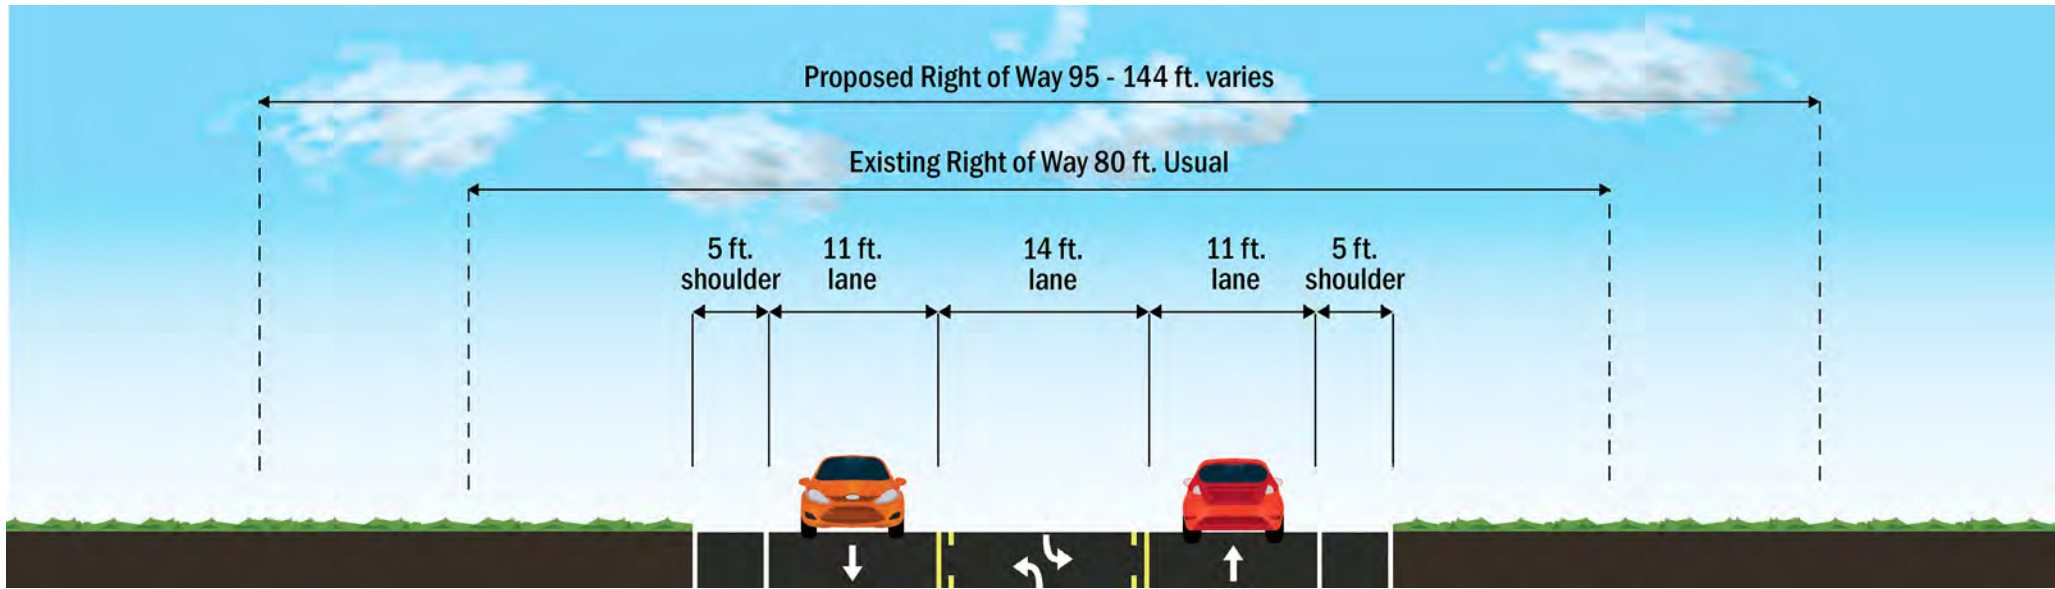 Proposed Right of Way 95 - 144 ft. varies
Existing Right of Way 80 ft. Usual
5 ft.
shoulder
11 ft.
lane
14 ft.
lane
11 ft.
lane
5 ft.
shoulder